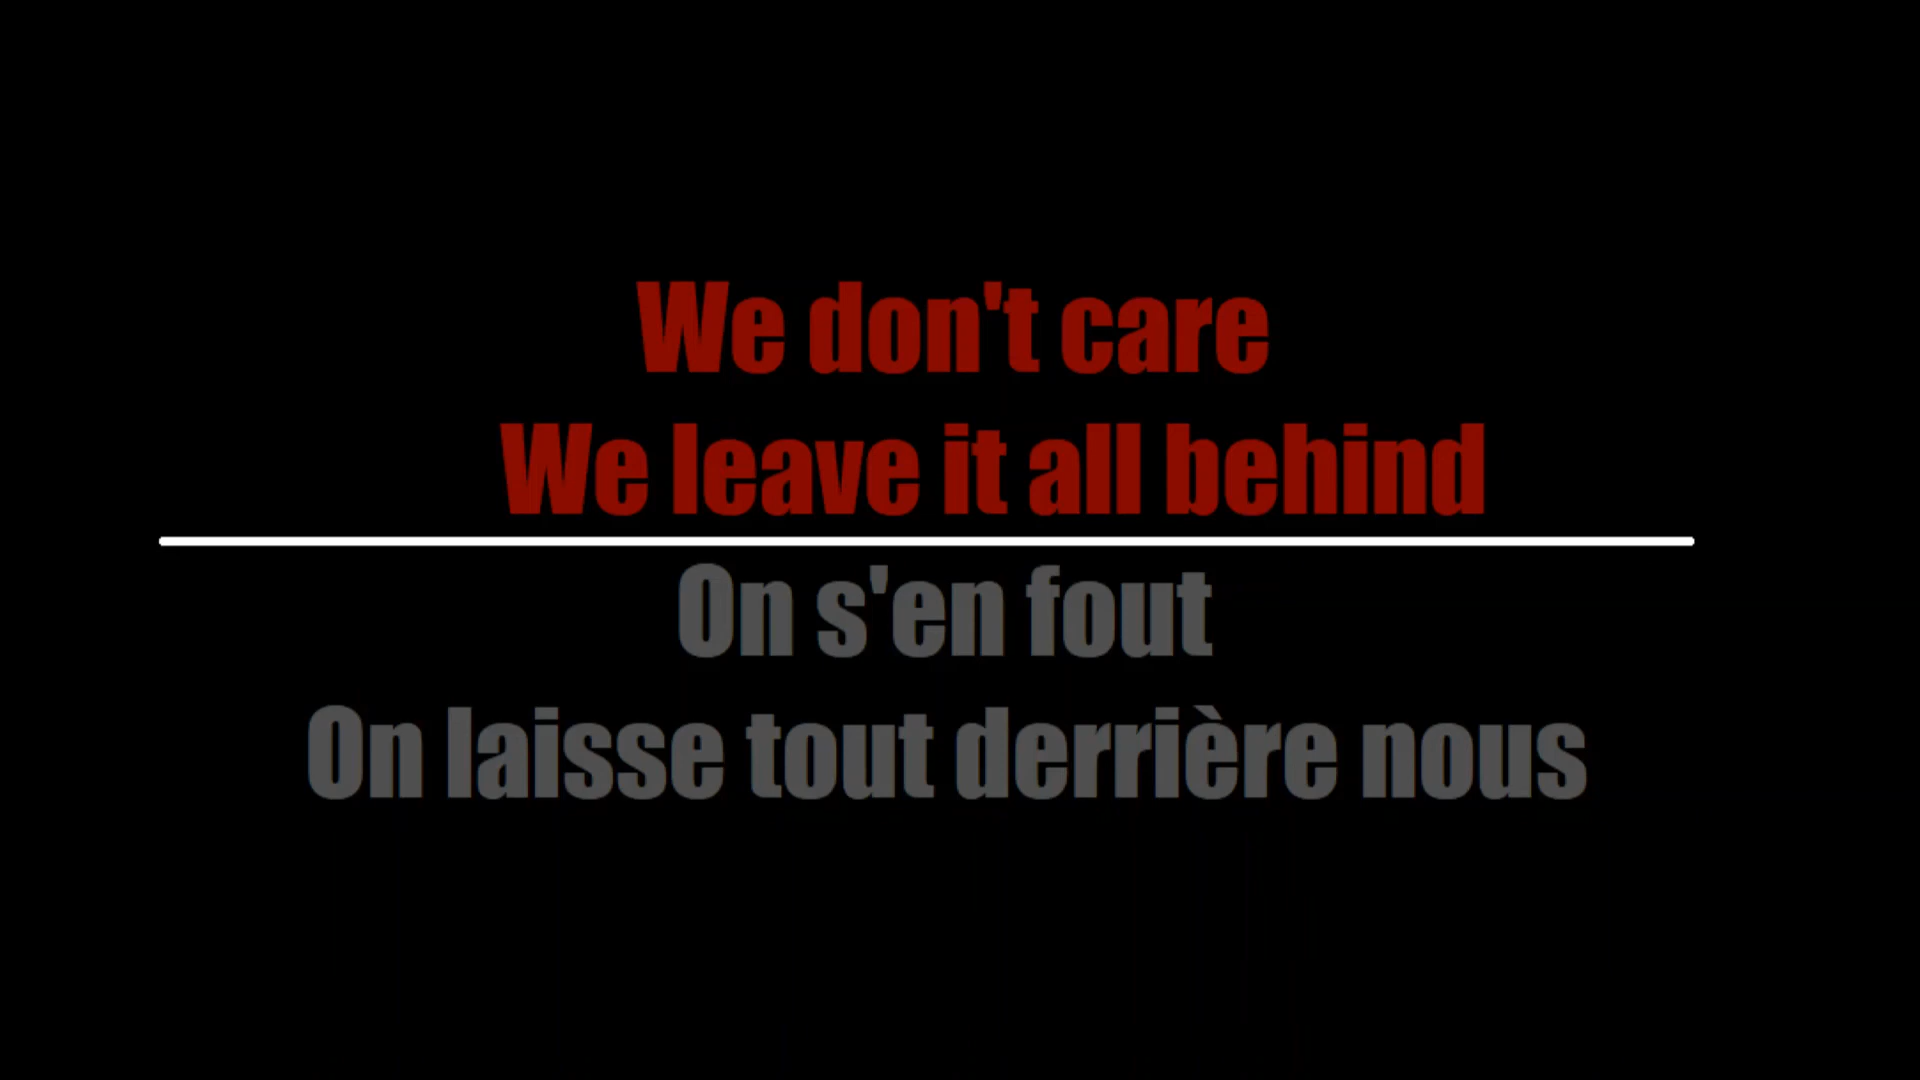 We don't care
We leave it all behind
On s'en fout
On laisse tout derrière nous